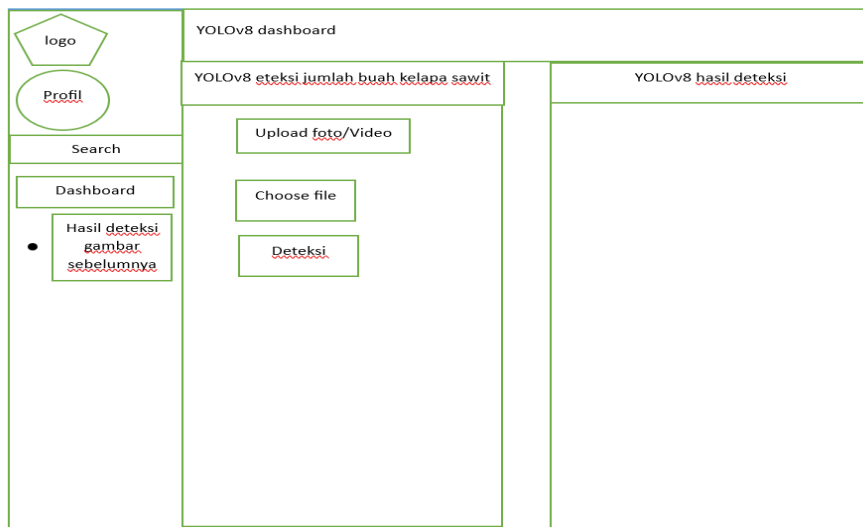 logo
Profil
Search
Dashboard
Hasil deteksi
gambar
sebelumnya
YOLOv8 dashboard
YOLOv8 eteksi jumlah buah kelapa sawit
Upload foto/Video
Choose file
Deteksi
YOLOv8 hasil deteksi